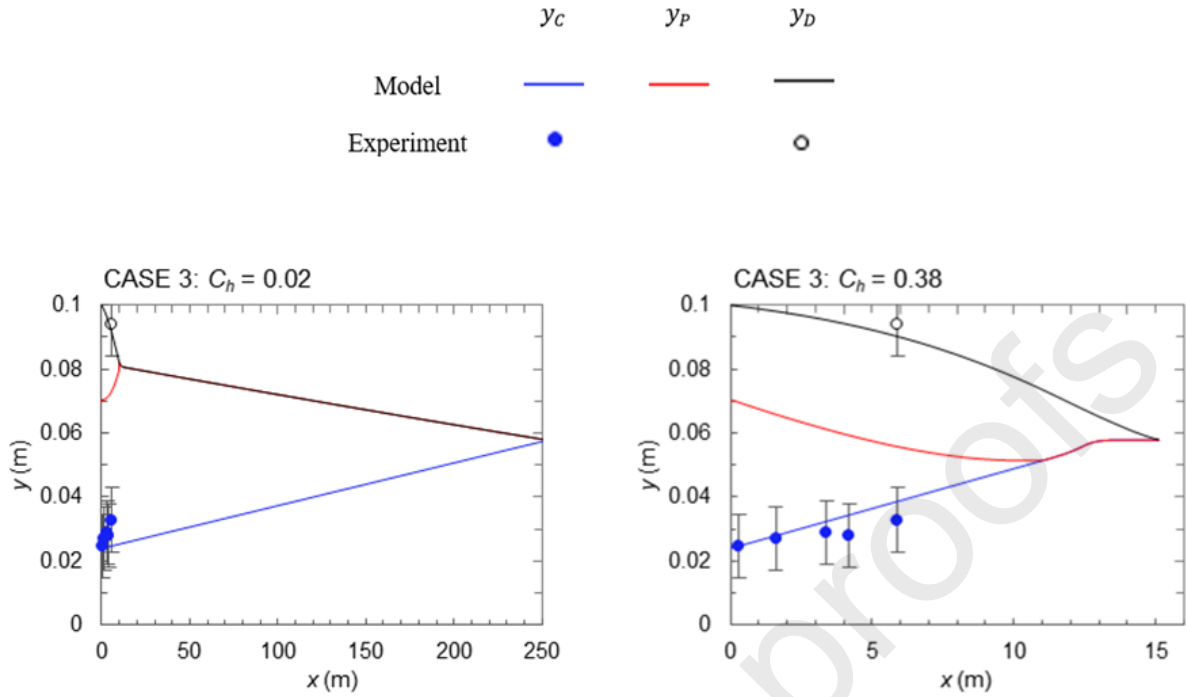 y_C y_P y_D
Model
Experiment
CASE 3: C_h = 0.02
0.1
0.08
0.06
0.04
0.02
0
y (m)
0 50 100 150 200 250
x (m)
CASE 3: C_h = 0.38
0.1
0.08
0.06
0.04
0.02
0
y (m)
0 5 10 15
x (m)
proofs